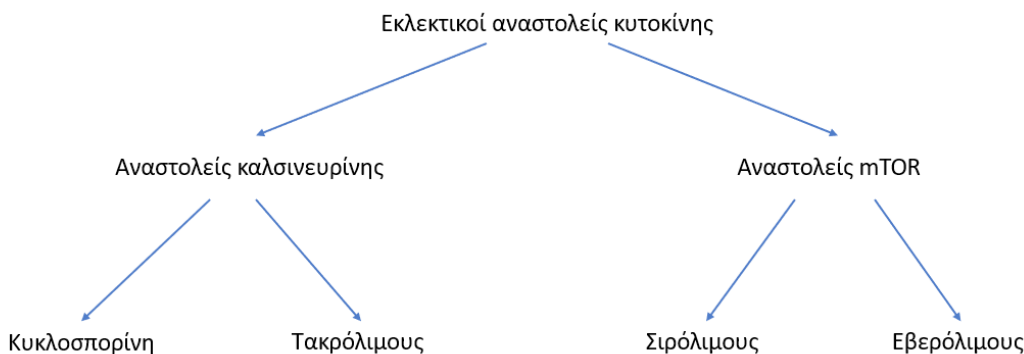 Εκλεκτικοί αναστολείς κυτοκίνης
Αναστολείς καλσινευρίνης
Αναστολείς mTOR
Κυκλοσπορίνη
Τακρόλιμους
Σιρόλιμους
Εβερόλιμους